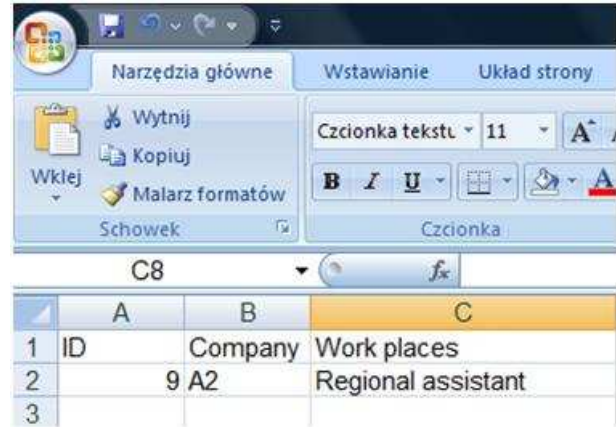 Narzędzia główne Wstawianie Układ strony
Wytnij
Kopiuj
Malarz formatów
Wklej
Schowek
Czcionka tekstu 11 A
B I U A
Czcionka
C8 fx
A B C
1 ID Company Work places
2 9 A2 Regional assistant
3